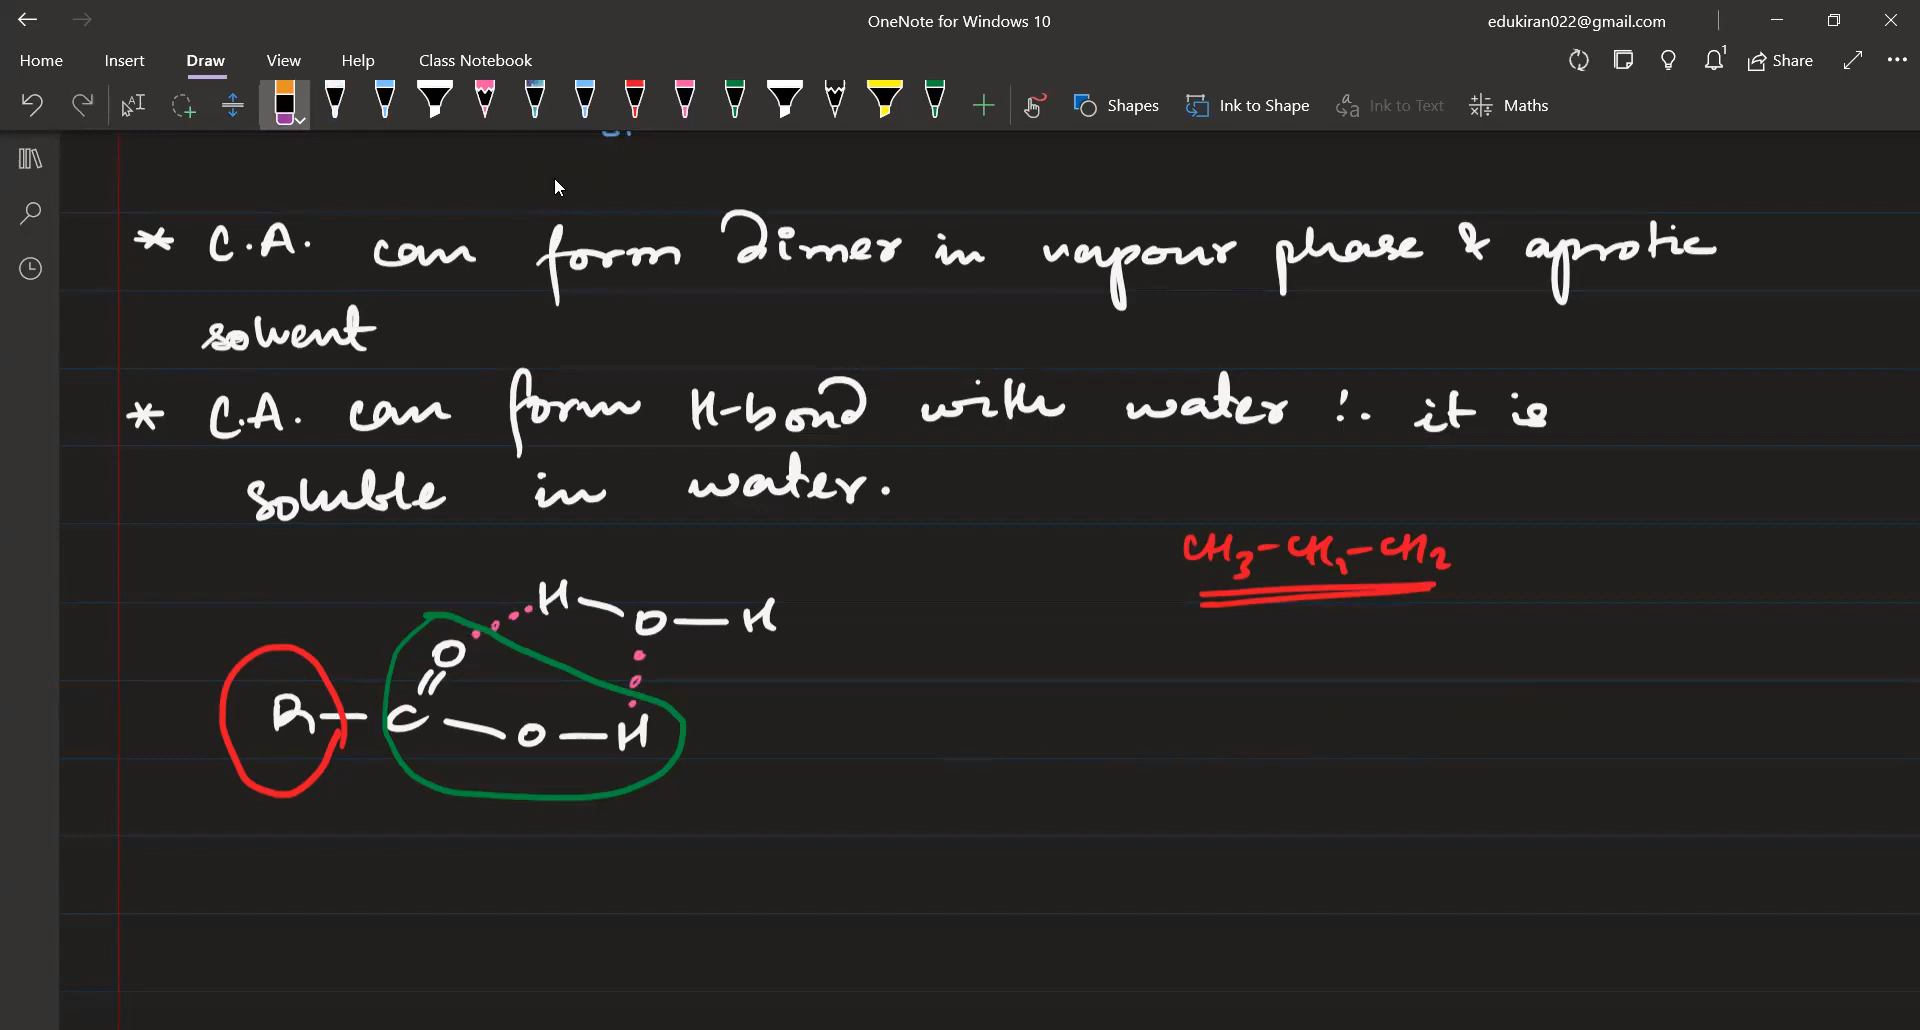 OneNote for Windows 10
edukiran022@gmail.com
Home Insert Draw View Help Class Notebook
1 Share
Shapes Ink to Shape Ink to Text Maths
* C.A. can form dimer in vapour phase & aprotic
solvent
* C.A. can form H-bond with water ∴ it is
soluble in water.
CH3-CH2-CH2
H-O-H
O
R-C-O-H